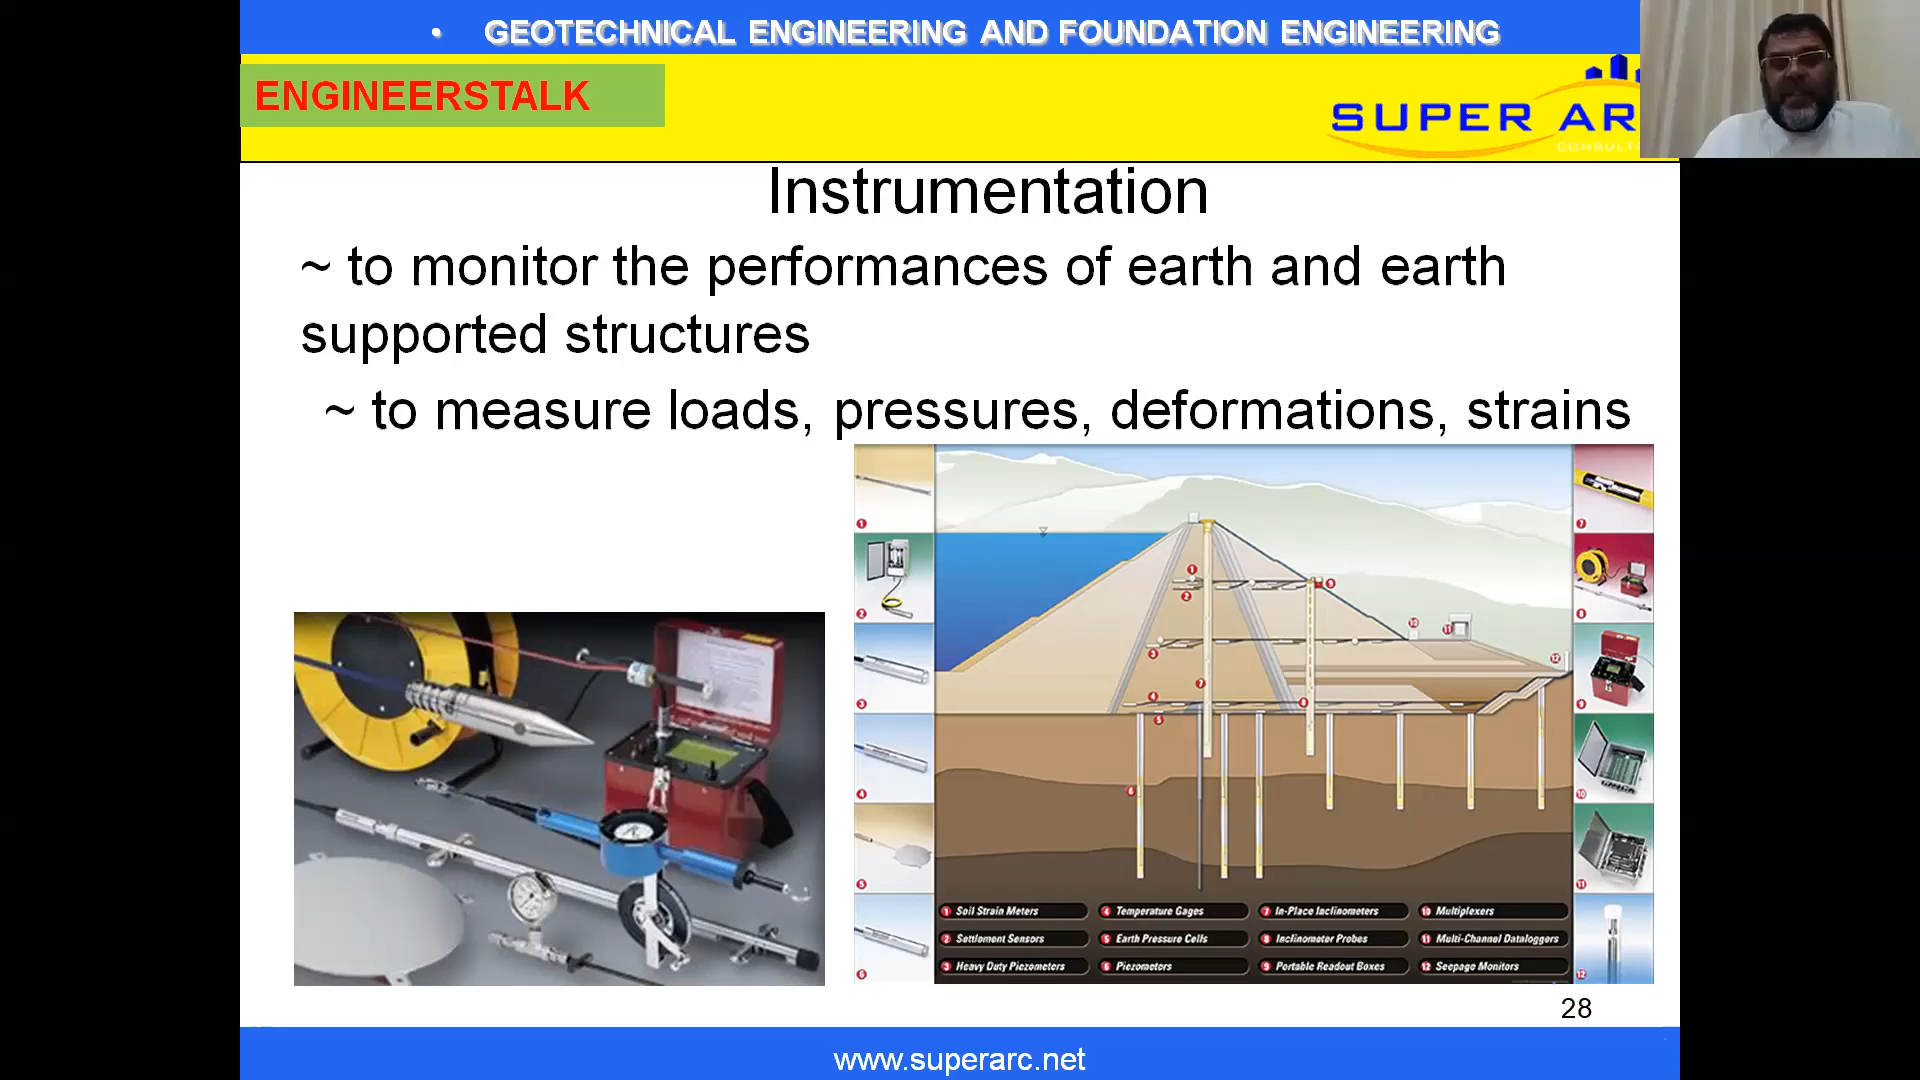 • GEOTECHNICAL ENGINEERING AND FOUNDATION ENGINEERING
ENGINEERSTALK
SUPER AR
CONSULT
Instrumentation
~ to monitor the performances of earth and earth
supported structures
~ to measure loads, pressures, deformations, strains
1 Soil Strain Meters
4 Temperature Gages
7 In-Place Inclinometers
10 Multiplexers
2 Settlement Sensors
5 Earth Pressure Cells
8 Inclinometer Probes
11 Multi-Channel Dataloggers
3 Heavy Duty Piezometers
6 Piezometers
9 Portable Readout Boxes
12 Seepage Monitors
28
www.superarc.net